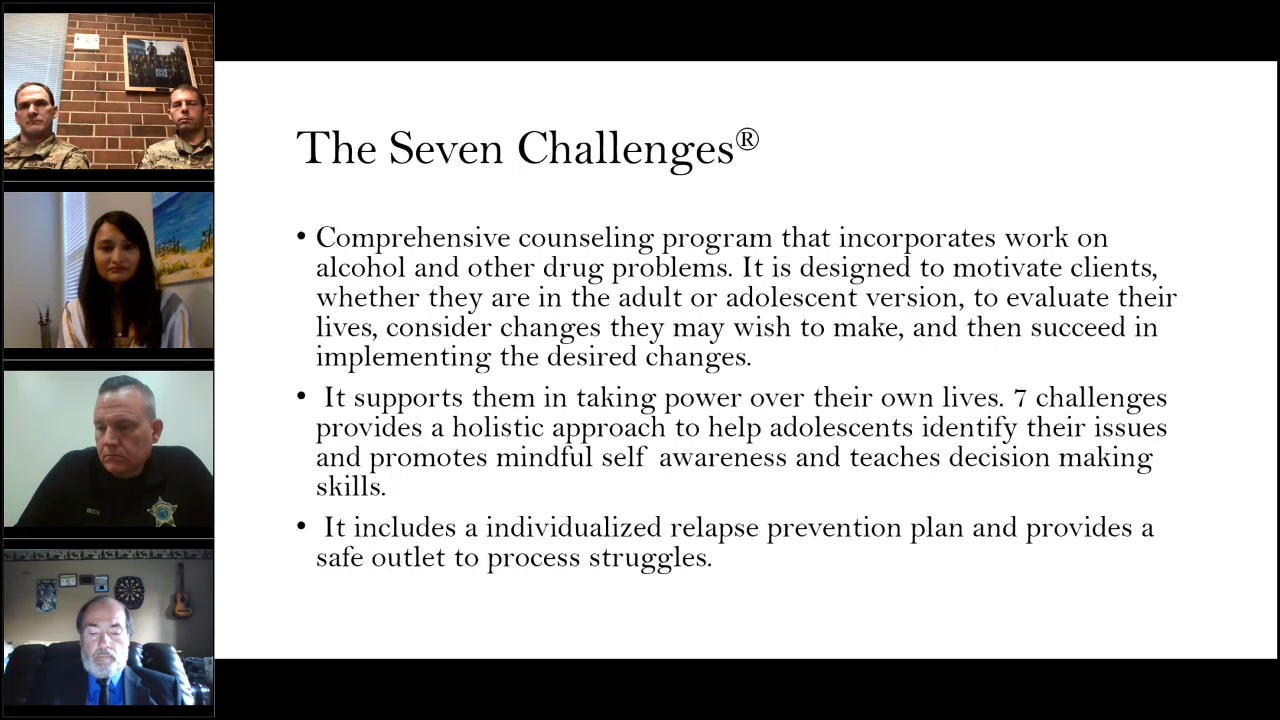 The Seven Challenges®
• Comprehensive counseling program that incorporates work on
alcohol and other drug problems. It is designed to motivate clients,
whether they are in the adult or adolescent version, to evaluate their
lives, consider changes they may wish to make, and then succeed in
implementing the desired changes.
• It supports them in taking power over their own lives. 7 challenges
provides a holistic approach to help adolescents identify their issues
and promotes mindful self awareness and teaches decision making
skills.
• It includes a individualized relapse prevention plan and provides a
safe outlet to process struggles.
U.S. ARMY